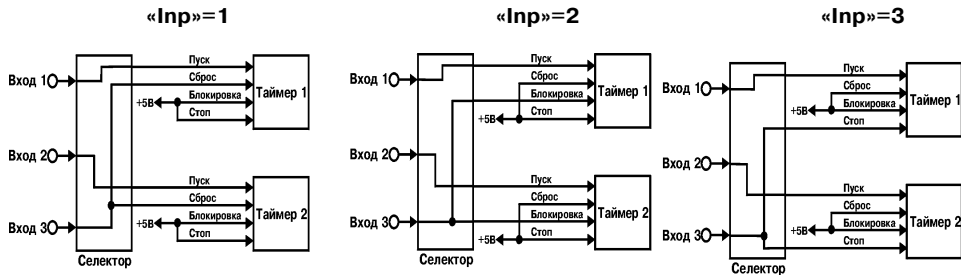 «Inp»=1
Вход 1
Вход 2
Вход 3
Пуск
Сброс
Блокировка
Стоп
+5В
Таймер 1
Пуск
Сброс
Блокировка
Стоп
+5В
Таймер 2
Селектор
«Inp»=2
Вход 1
Вход 2
Вход 3
Пуск
Сброс
Блокировка
Стоп
+5В
Таймер 1
Пуск
Сброс
Блокировка
Стоп
+5В
Таймер 2
Селектор
«Inp»=3
Вход 1
Вход 2
Вход 3
Пуск
Сброс
Блокировка
Стоп
+5В
Таймер 1
Пуск
Сброс
Блокировка
Стоп
+5В
Таймер 2
Селектор